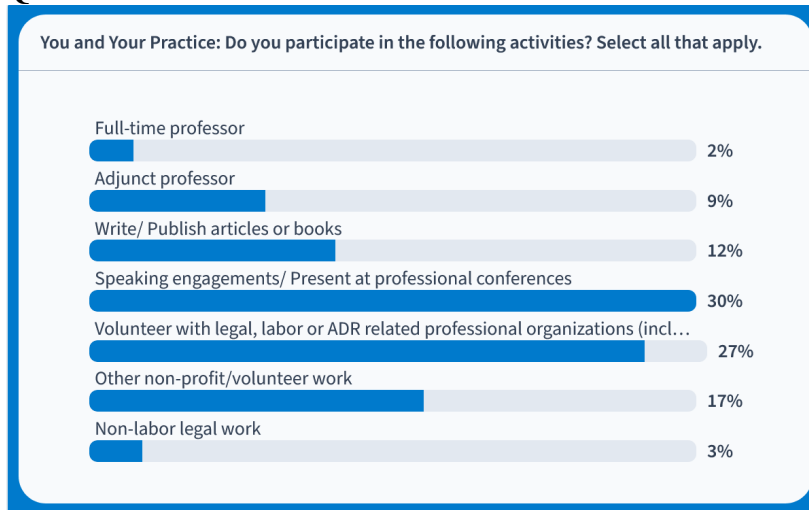 You and Your Practice: Do you participate in the following activities? Select all that apply.
Full-time professor
2%
Adjunct professor
9%
Write/ Publish articles or books
12%
Speaking engagements/ Present at professional conferences
30%
Volunteer with legal, labor or ADR related professional organizations (incl...
27%
Other non-profit/volunteer work
17%
Non-labor legal work
3%